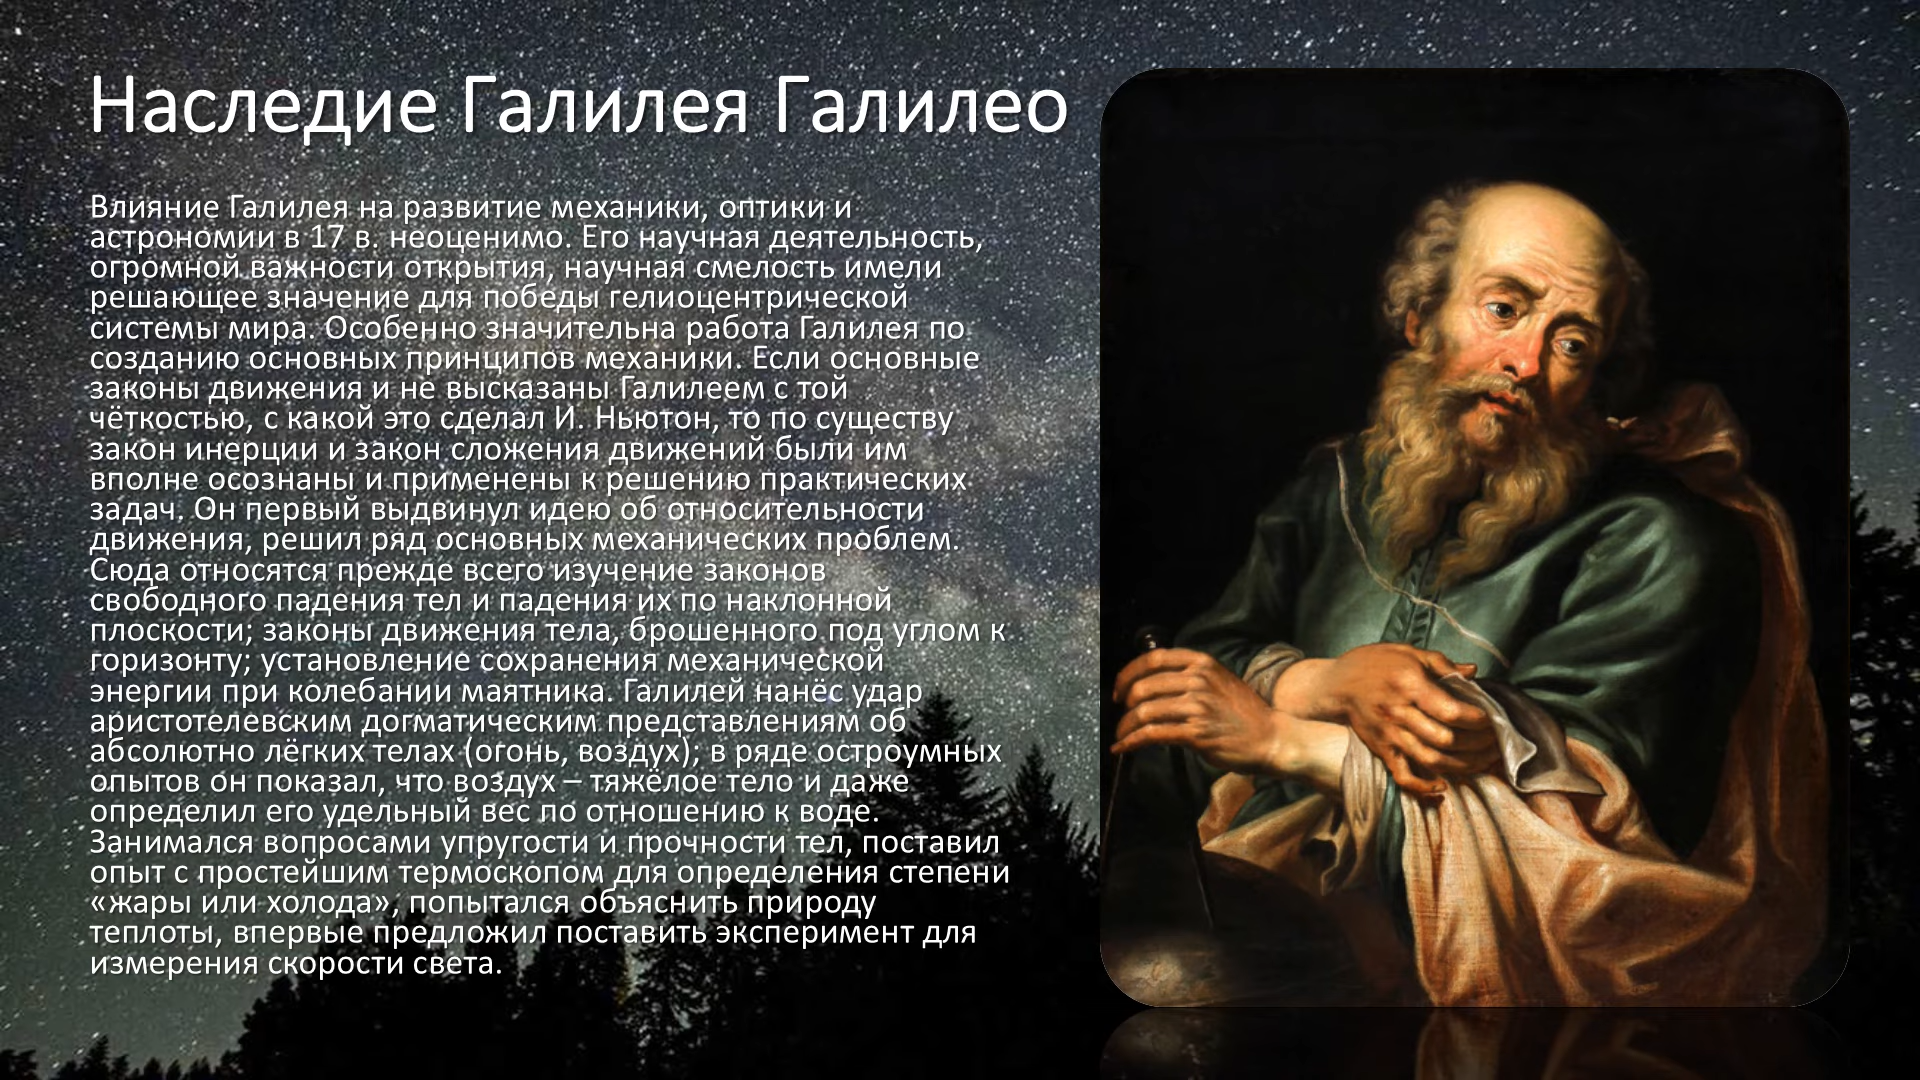 Наследие Галилея Галилео
Влияние Галилея на развитие механики, оптики и
астрономии в 17 в. неоценимо. Его научная деятельность,
огромной важности открытия, научная смелость имели
решающее значение для победы гелиоцентрической
системы мира. Особенно значительна работа Галилея по
созданию основных принципов механики. Если основные
законы движения и не высказаны Галилеем с той
чёткостью, с какой это сделал И. Ньютон, то по существу
закон инерции и закон сложения движений были им
вполне осознаны и применены к решению практических
задач. Он первый выдвинул идею об относительности
движения, решил ряд основных механических проблем.
Сюда относятся прежде всего изучение законов
свободного падения тел и падения их по наклонной
плоскости; законы движения тела, брошенного под углом к
горизонту; установление сохранения механической
энергии при колебании маятника. Галилей нанёс удар
аристотелевским догматическим представлениям об
абсолютно лёгких телах (огонь, воздух); в ряде остроумных
опытов он показал, что воздух – тяжёлое тело и даже
определил его удельный вес по отношению к воде.
Занимался вопросами упругости и прочности тел, поставил
опыт с простейшим термоскопом для определения степени
«жары или холода», попытался объяснить природу
теплоты, впервые предложил поставить эксперимент для
измерения скорости света.